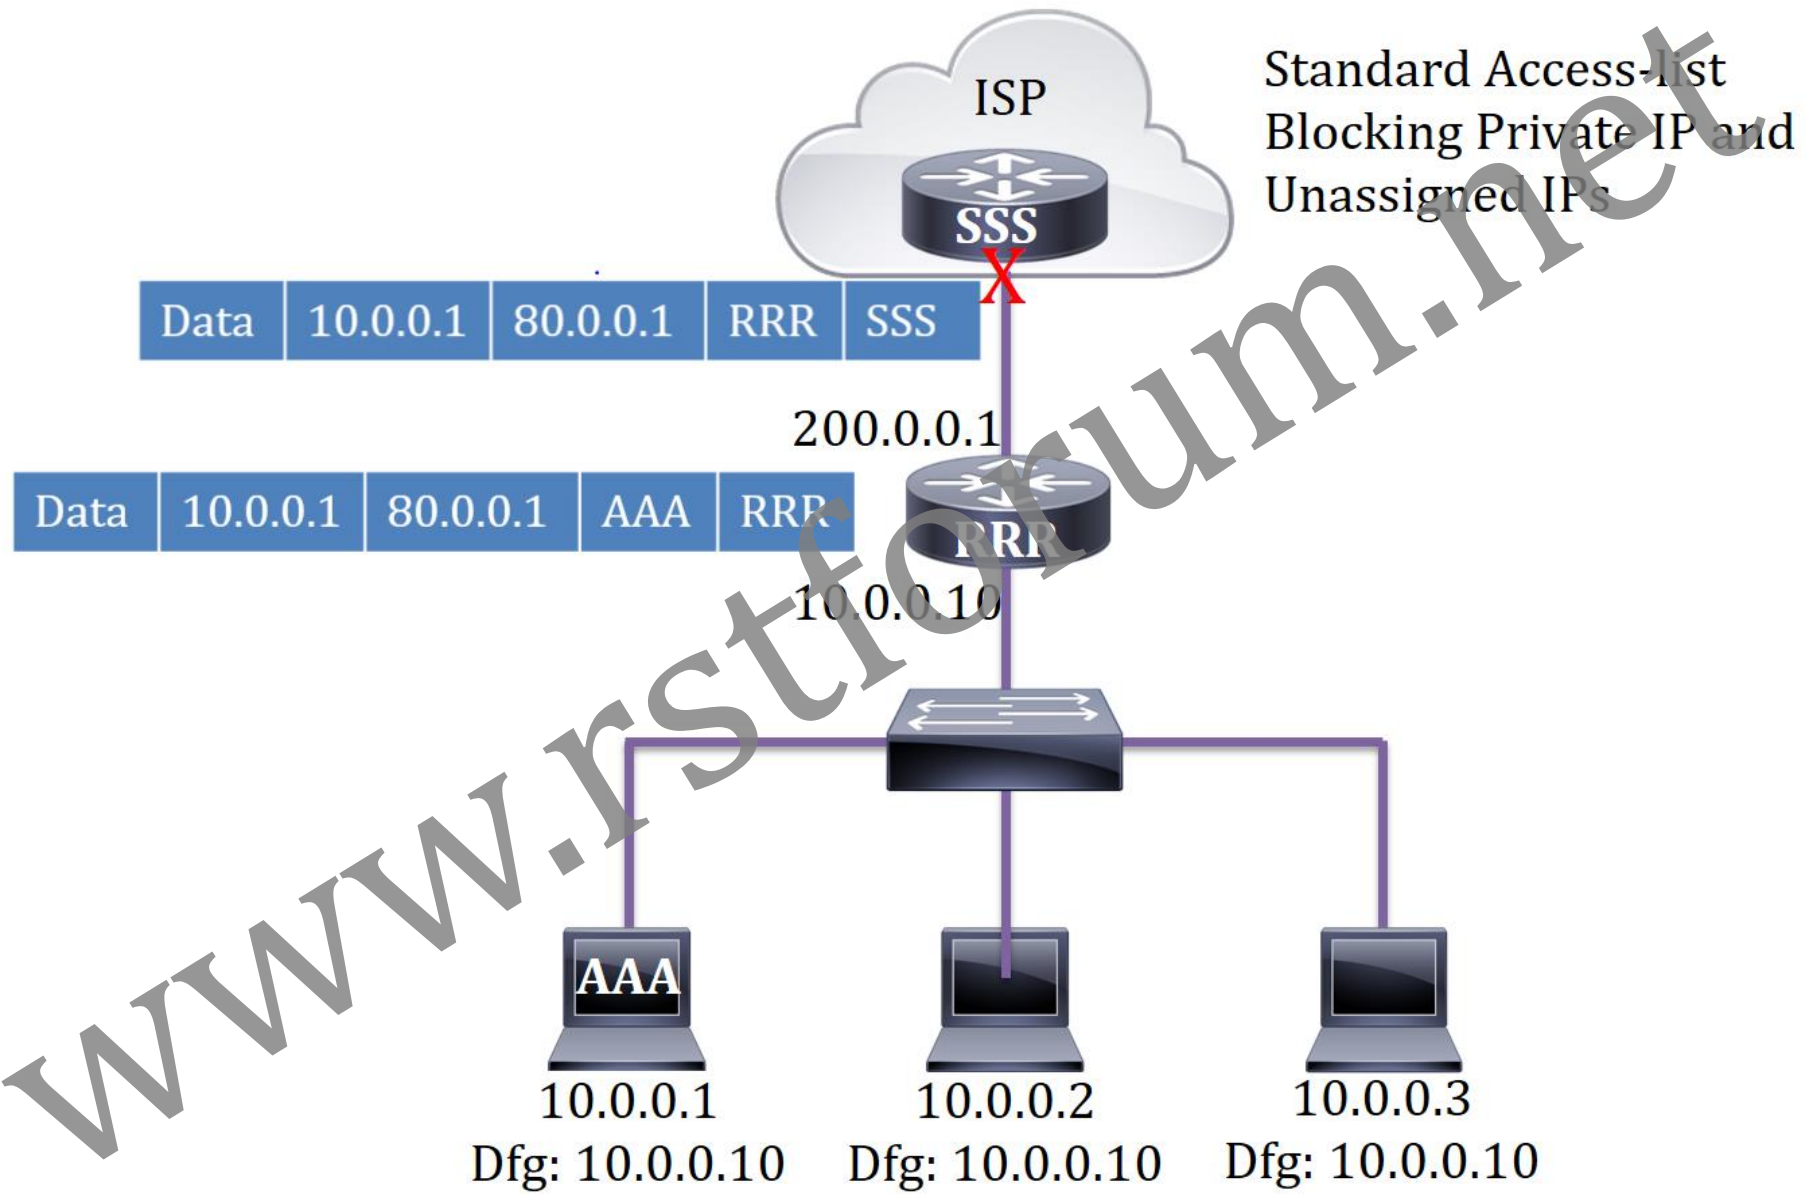 ISP
Standard Access-list
Blocking Private IP and
Unassigned IPs
SSS
X
Data 10.0.0.1 80.0.0.1 RRR SSS
200.0.0.1
Data 10.0.0.1 80.0.0.1 AAA RRR
RRR
10.0.0.10
AAA
10.0.0.1 10.0.0.2 10.0.0.3
Dfg: 10.0.0.10 Dfg: 10.0.0.10 Dfg: 10.0.0.10
www.rstforum.net